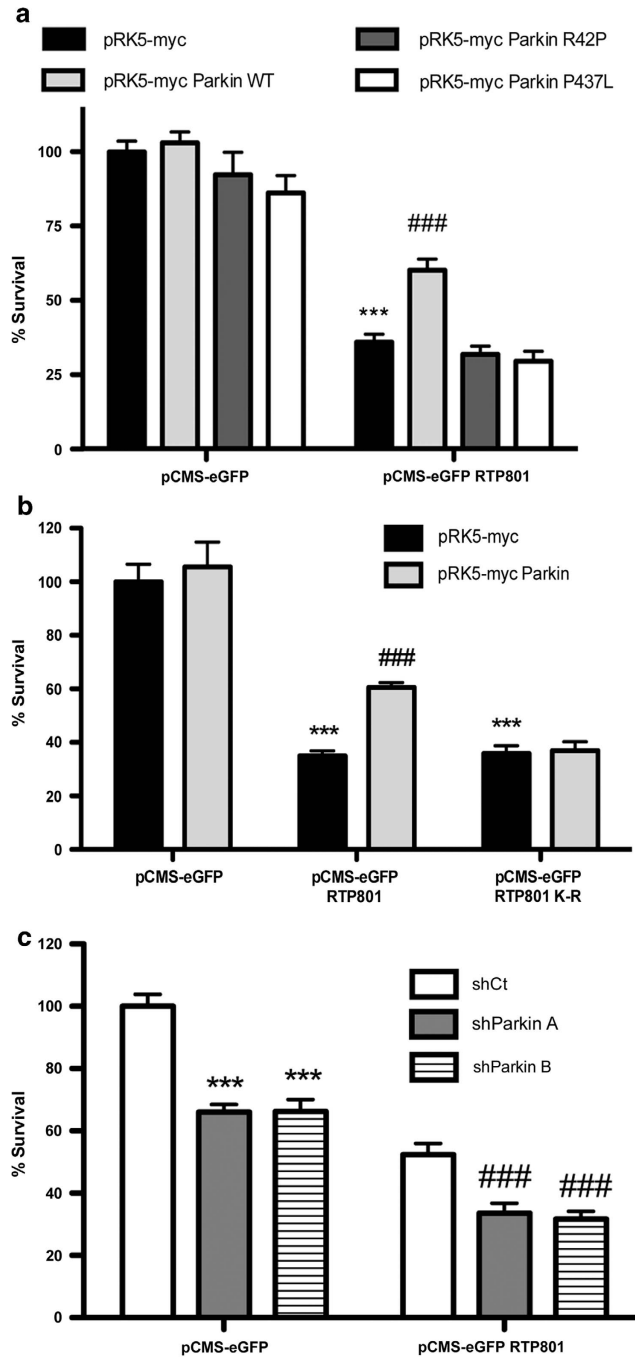 a
pRK5-myc
pRK5-myc Parkin R42P
pRK5-myc Parkin WT
pRK5-myc Parkin P437L
% Survival
100
75
50
25
0
###
***
pCMS-eGFP
pCMS-eGFP RTP801
b
pRK5-myc
pRK5-myc Parkin
% Survival
120
100
80
60
40
20
0
***
###
***
pCMS-eGFP
pCMS-eGFP
RTP801
pCMS-eGFP
RTP801 K-R
c
shCt
shParkin A
shParkin B
% Survival
120
100
80
60
40
20
0
***
***
###
###
pCMS-eGFP
pCMS-eGFP RTP801